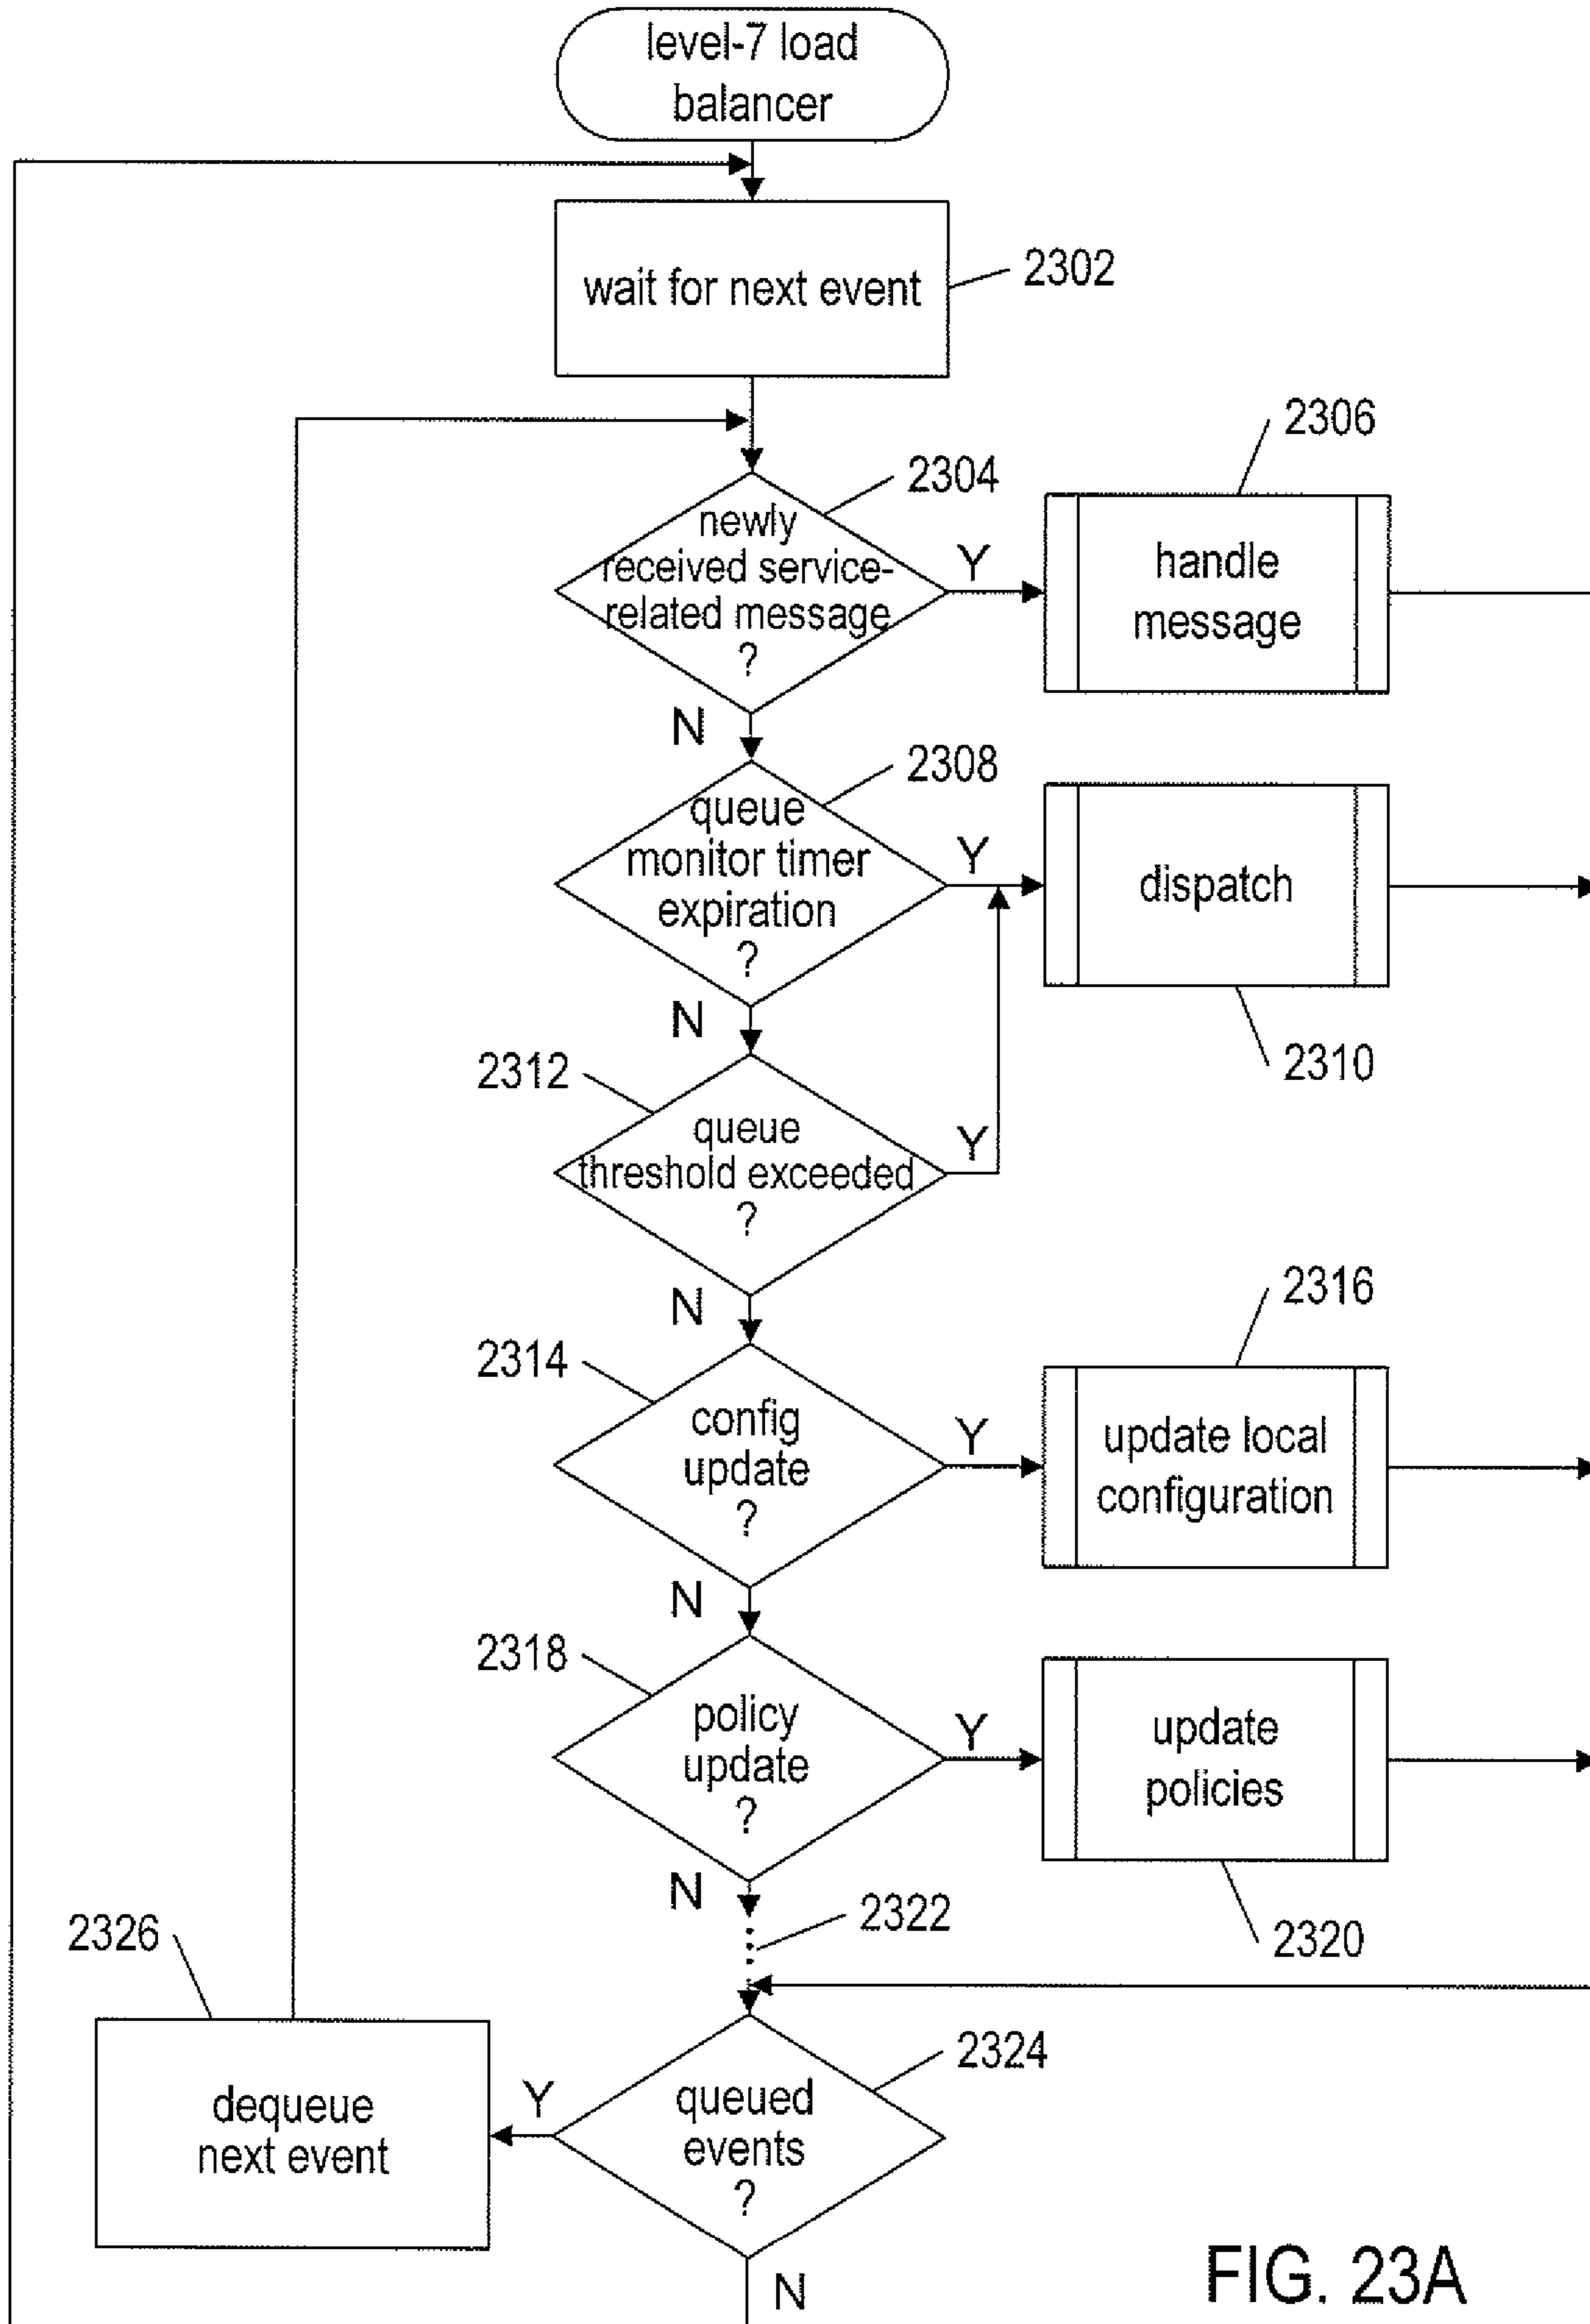 level-7 load
balancer
wait for next event
2302
2306
2304
newly
received service-
related message
?
Y
handle
message
N
2308
queue
monitor timer
expiration
?
Y
dispatch
N
2310
2312
queue
threshold exceeded
?
Y
N
2316
2314
config
update
?
Y
update local
configuration
N
2318
policy
update
?
Y
update
policies
N
2322
2320
2326
2324
dequeue
next event
Y
queued
events
?
N
FIG. 23A